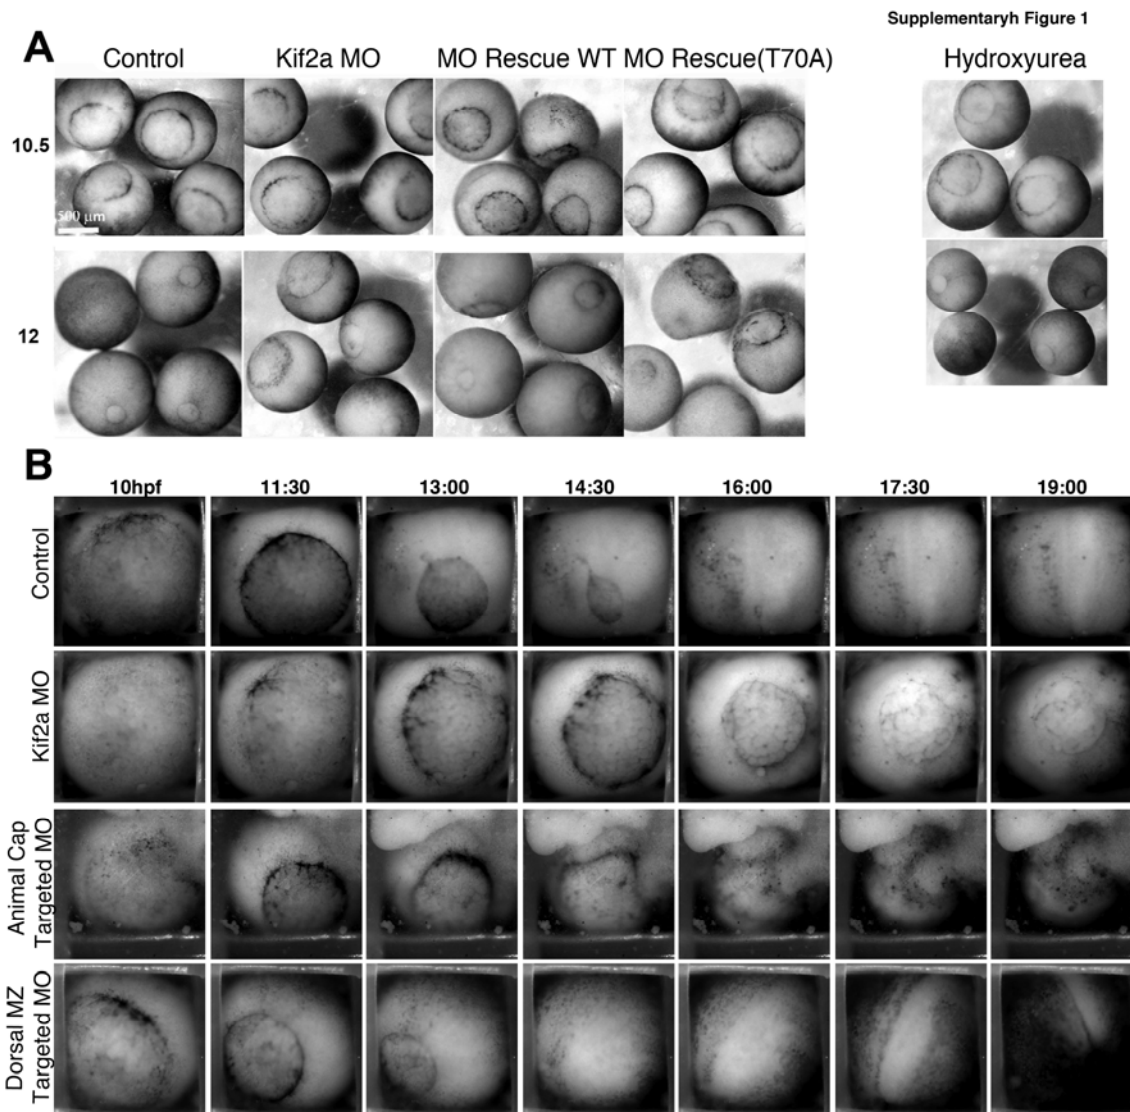 Supplementaryh Figure 1
A
Control
Kif2a MO
MO Rescue WT
MO Rescue(T70A)
Hydroxyurea
10.5
500 µm
12
B
10hpf
11:30
13:00
14:30
16:00
17:30
19:00
Control
Kif2a MO
Animal Cap
Targeted MO
Dorsal MZ
Targeted MO